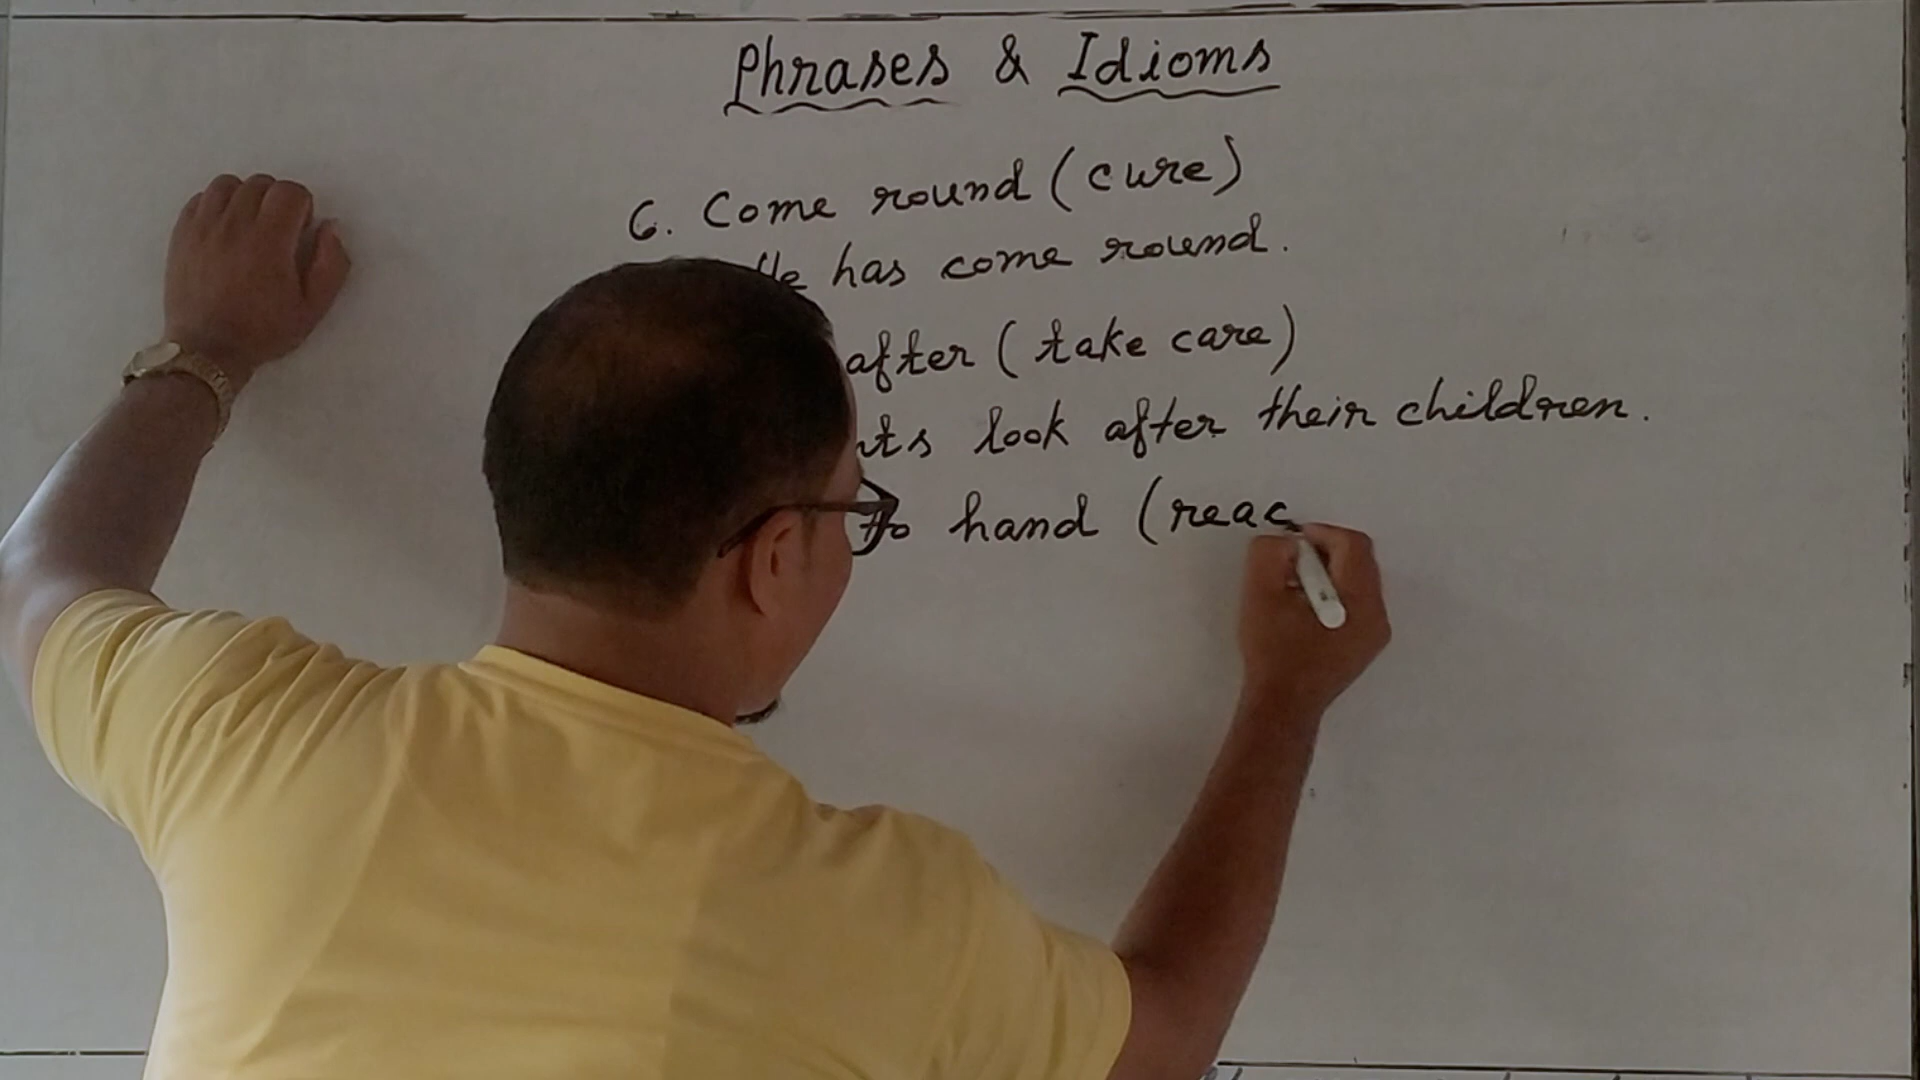 Phrases & Idioms
6. Come round (cure)
He has come round.
after (take care)
look after their children.
to hand (reac